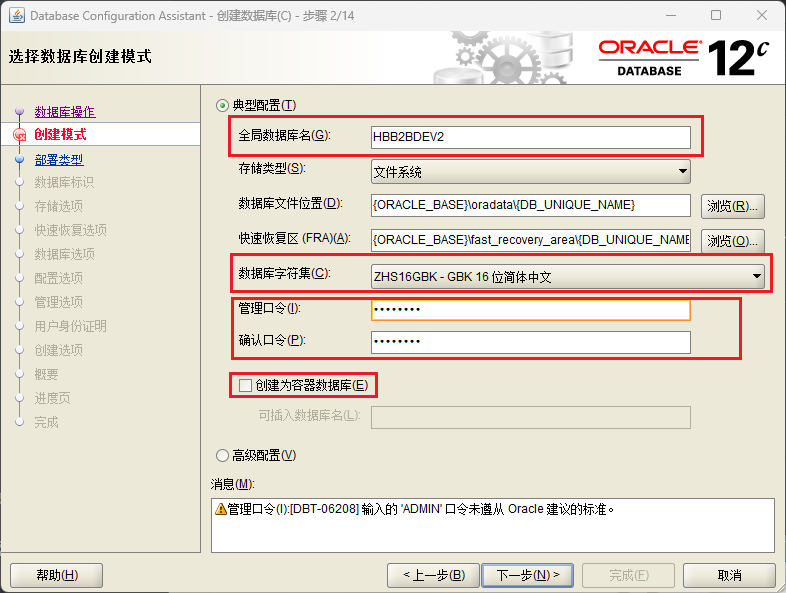 Database Configuration Assistant - 创建数据库(C) - 步骤 2/14
选择数据库创建模式
ORACLE®
DATABASE
12c
数据库操作
创建模式
部署类型
数据库标识
存储选项
快速恢复选项
数据库选项
配置选项
管理选项
用户身份证明
创建选项
概要
进度页
完成
典型配置(T)
全局数据库名(G): HBB2BDEV2
存储类型(S): 文件系统
数据库文件位置(D): {ORACLE_BASE}\oradata\{DB_UNIQUE_NAME} 浏览(R)...
快速恢复区 (FRA)(A): {ORACLE_BASE}\fast_recovery_area\{DB_UNIQUE_NAME 浏览(O)...
数据库字符集(C): ZHS16GBK - GBK 16 位简体中文
管理口令(I): ••••••••
确认口令(P): ••••••••
创建为容器数据库(E)
可插入数据库名(L):
高级配置(V)
消息(M):
管理口令(I):[DBT-06208] 输入的 'ADMIN' 口令未遵从 Oracle 建议的标准。
帮助(H) < 上一步(B) 下一步(N) > 完成(F) 取消